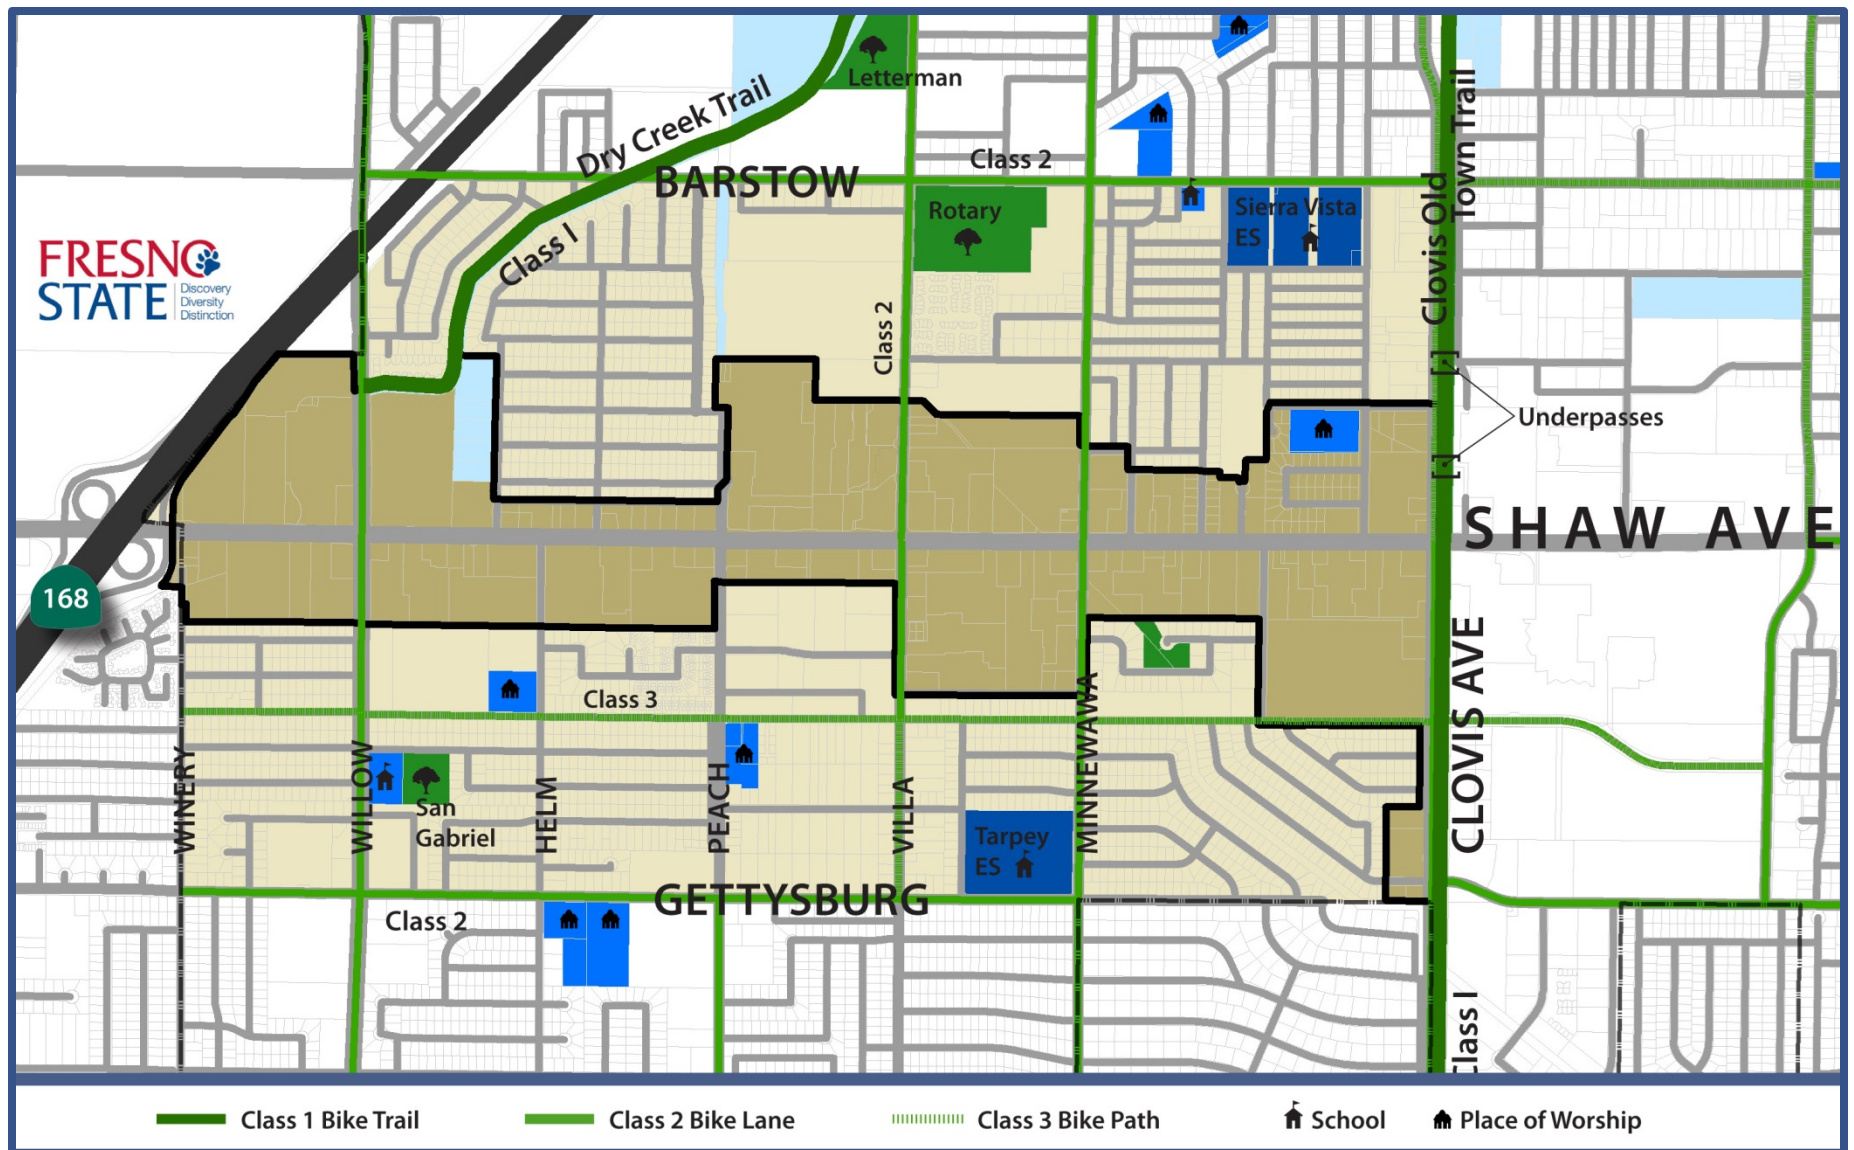 Letterman
Dry Creek Trail
Class 2
BARSTOW
Rotary
Sierra Vista
ES
Clovis Old
Town Trail
FRESNO
STATE
Discovery
Diversity
Distinction
Class I
Class 2
Underpasses
SHAW AVE
168
CLOVIS AVE
Class 3
WINERY
WILLOW
HELM
PEACH
VILLA
MINNEWAWA
San
Gabriel
Tarpey
ES
GETTYSBURG
Class 2
Class I
Class 1 Bike Trail
Class 2 Bike Lane
Class 3 Bike Path
School
Place of Worship